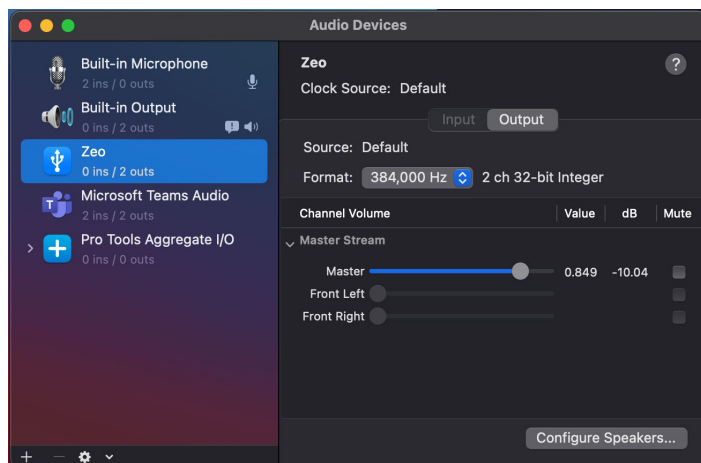 Audio Devices
Built-in Microphone
2 ins / 0 outs
Built-in Output
0 ins / 2 outs
Zeo
0 ins / 2 outs
Microsoft Teams Audio
2 ins / 2 outs
Pro Tools Aggregate I/O
0 ins / 0 outs
Zeo
?
Clock Source: Default
Input Output
Source: Default
Format: 384,000 Hz 2 ch 32-bit Integer
Channel Volume Value dB Mute
Master Stream
Master 0.849 -10.04
Front Left
Front Right
Configure Speakers...